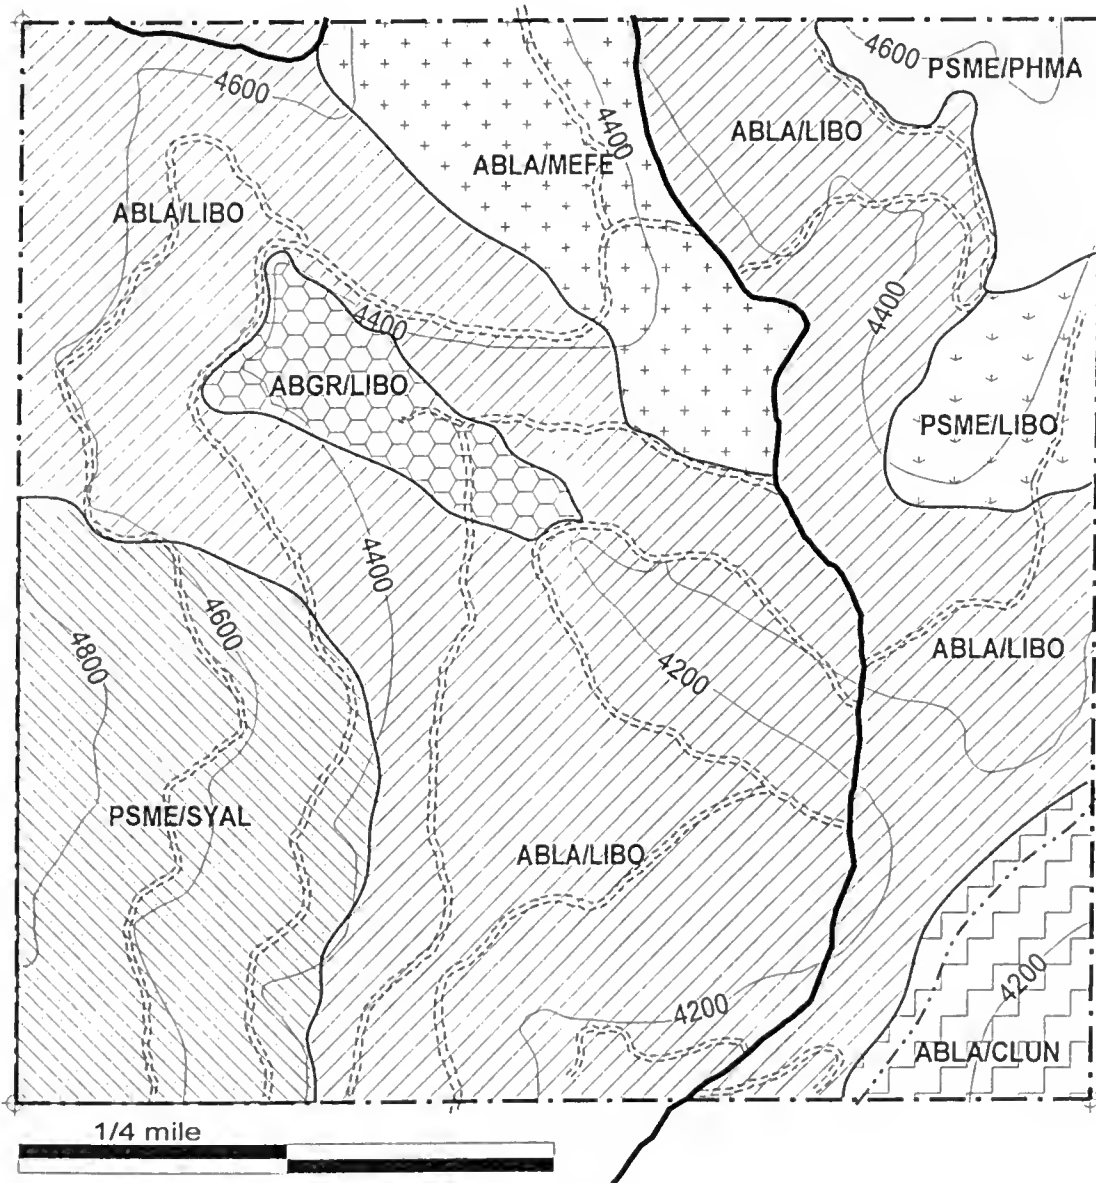 4600
PSME/PHMA
4600
4400
ABLA/LIBO
ABLA/MEFE
ABLA/LIBO
4400
4400
ABGR/LIBO
PSME/LIBO
4400
4600
4800
4200
ABLA/LIBO
PSME/SYAL
ABLA/LIBO
4200
4200
ABLA/CLUN
1/4 mile